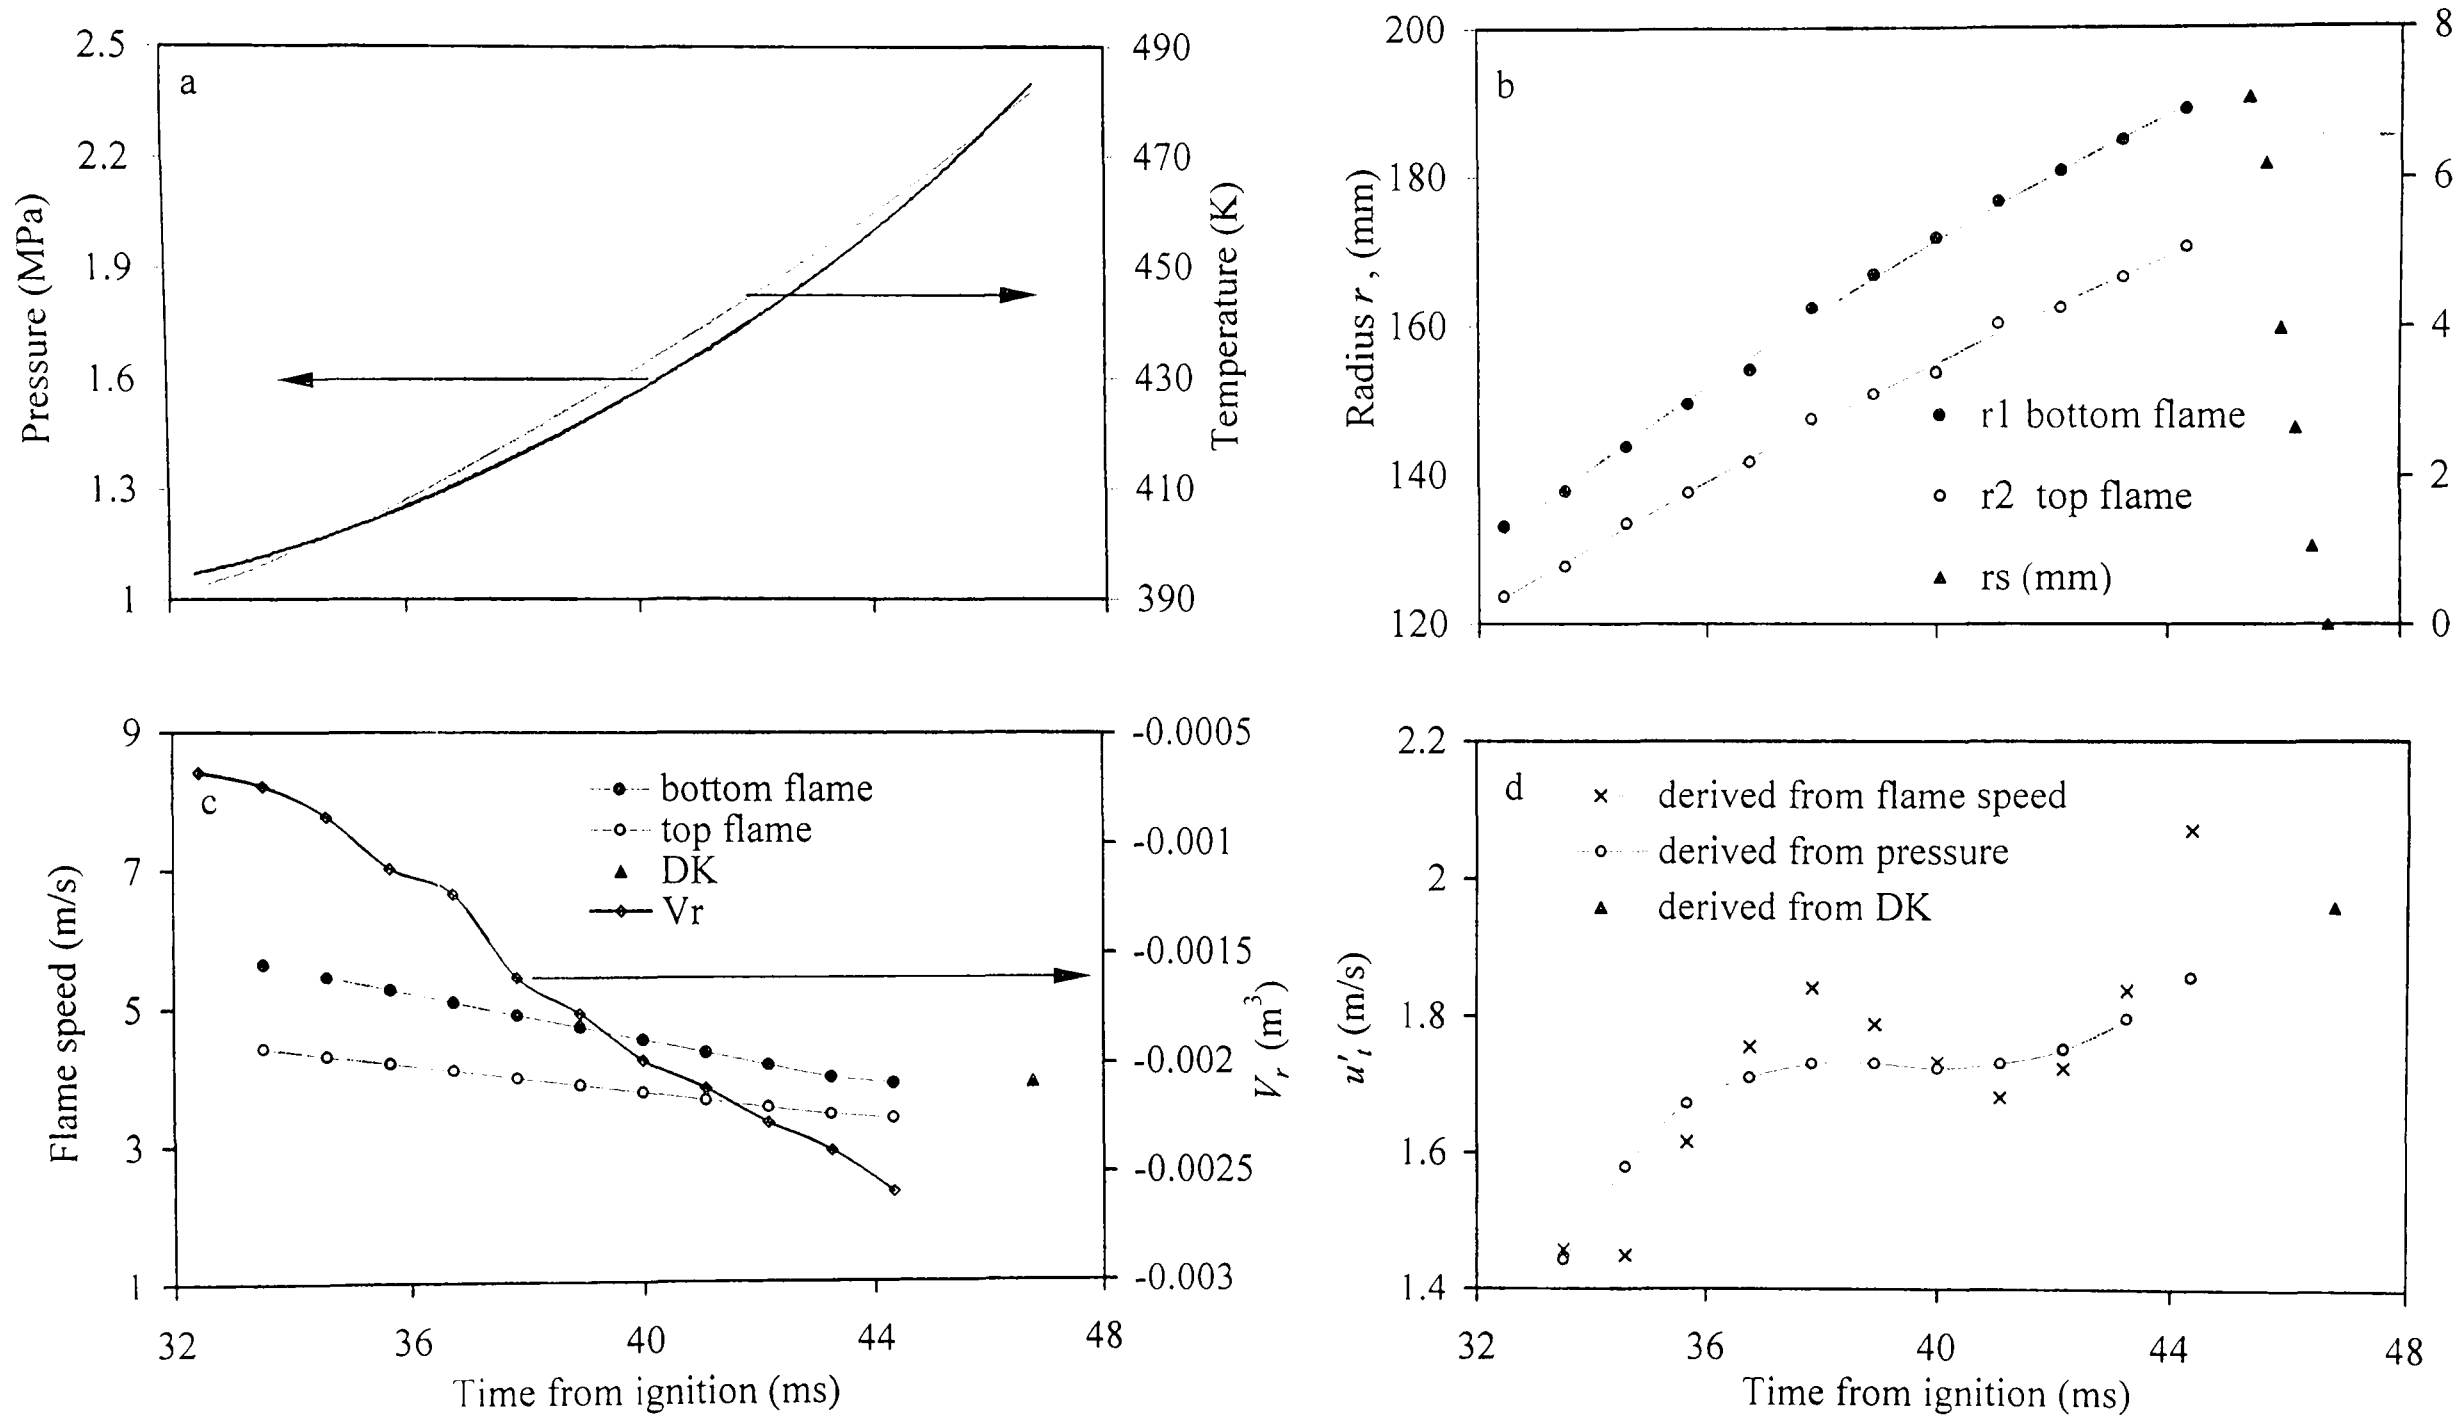 a
Pressure (MPa)
2.5
2.2
1.9
1.6
1.3
1
490
470
450
430
410
390
Temperature (K)
b
Radius r , (mm)
200
180
160
140
120
8
6
4
2
0
r1 bottom flame
r2 top flame
rs (mm)
c
Flame speed (m/s)
9
7
5
3
1
bottom flame
top flame
DK
Vr
-0.0005
-0.001
-0.0015
-0.002
-0.0025
-0.003
V_r (m³)
32
36
40
44
48
Time from ignition (ms)
d
u'_t (m/s)
2.2
2
1.8
1.6
1.4
derived from flame speed
derived from pressure
derived from DK
32
36
40
44
48
Time from ignition (ms)